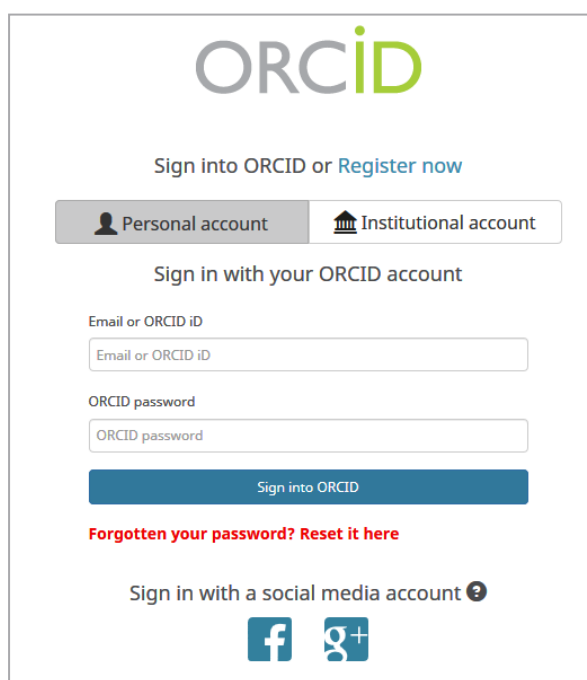 ORCiD
Sign into ORCID or Register now
Personal account
Institutional account
Sign in with your ORCID account
Email or ORCID iD
Email or ORCID iD
ORCID password
ORCID password
Sign into ORCID
Forgotten your password? Reset it here
Sign in with a social media account ?
f
g+